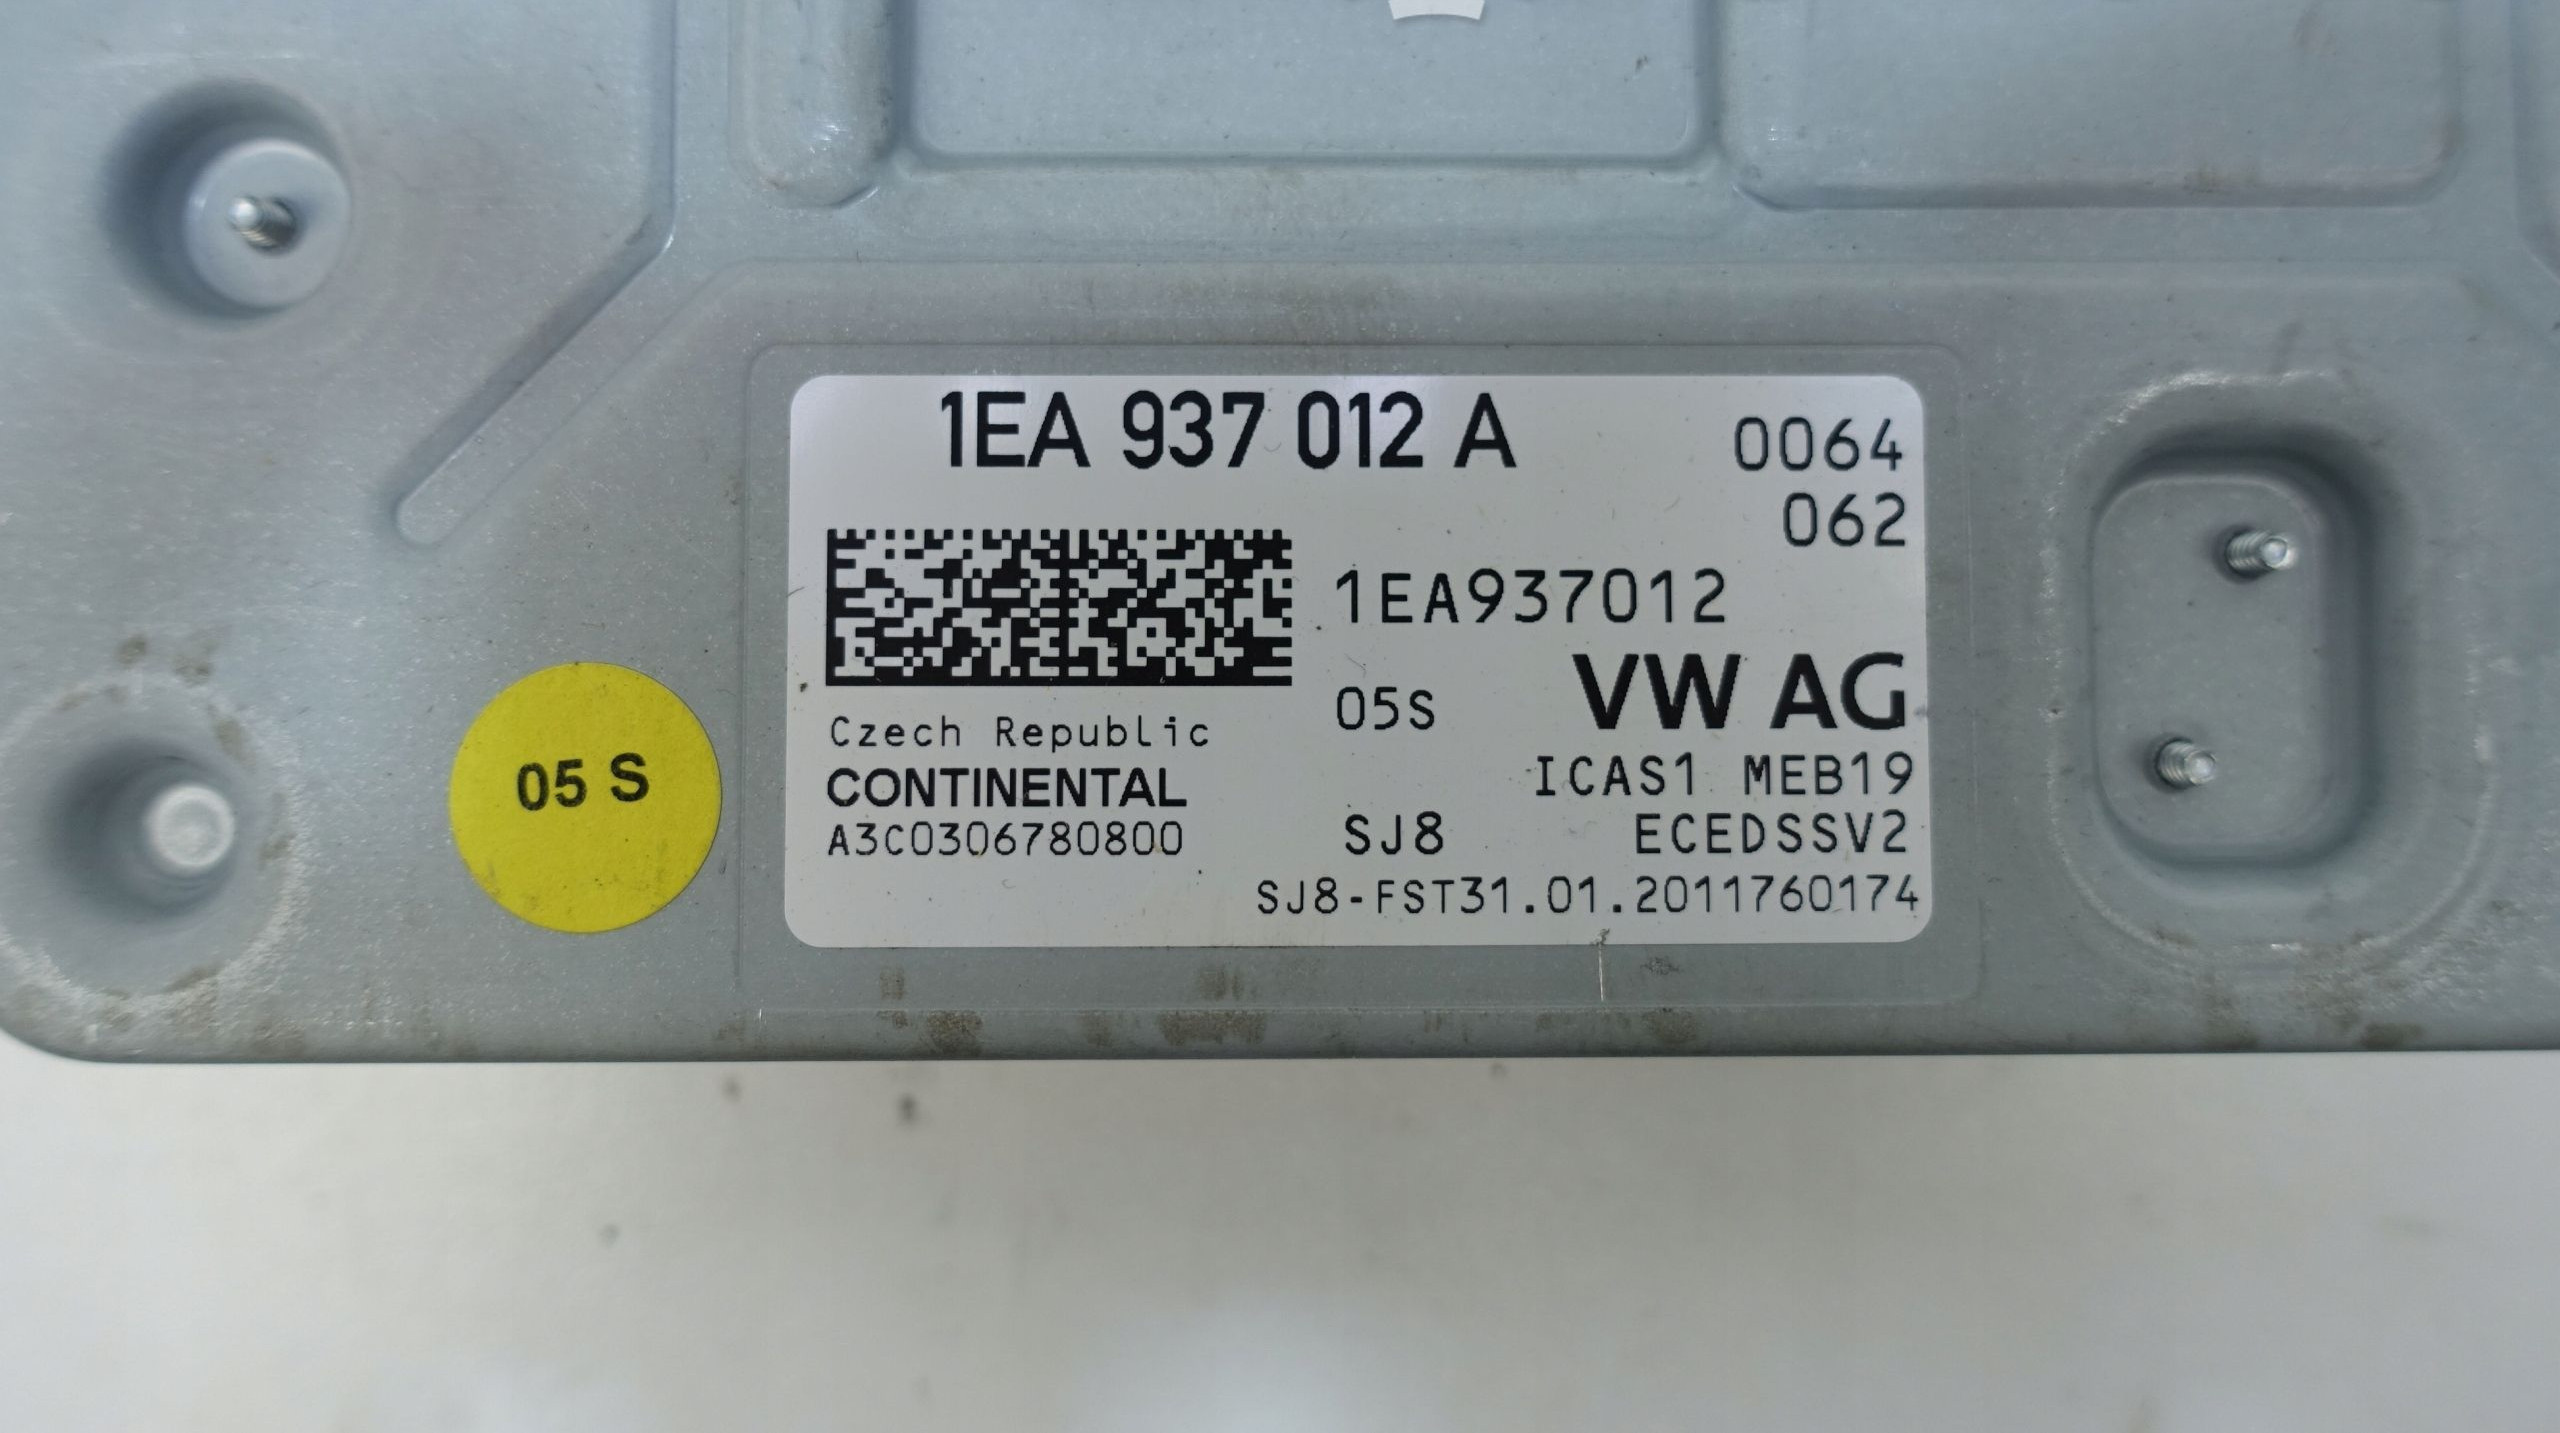 1EA 937 012 A
0064
062
1EA937012
05S
VW AG
Czech Republic
CONTINENTAL
A3C0306780800
ICAS1 MEB19
SJ8
ECEDSSV2
SJ8-FST31.01.2011760174
05 S